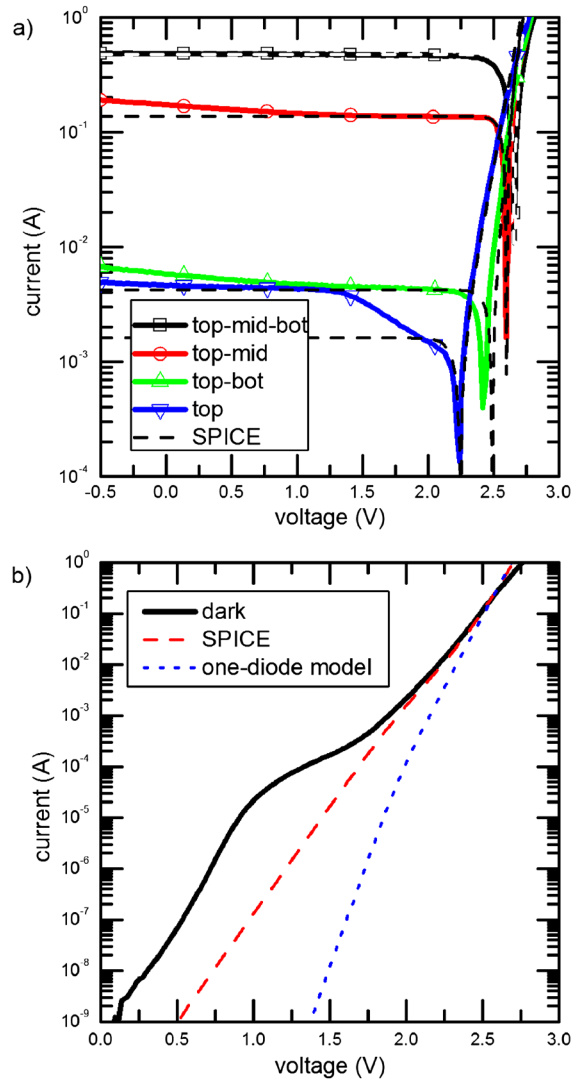 a)
10^0
10^-1
10^-2
10^-3
10^-4
current (A)
top-mid-bot
top-mid
top-bot
top
SPICE
-0.5 0.0 0.5 1.0 1.5 2.0 2.5 3.0
voltage (V)
b)
10^0
10^-1
10^-2
10^-3
10^-4
10^-5
10^-6
10^-7
10^-8
10^-9
current (A)
dark
SPICE
one-diode model
0.0 0.5 1.0 1.5 2.0 2.5 3.0
voltage (V)